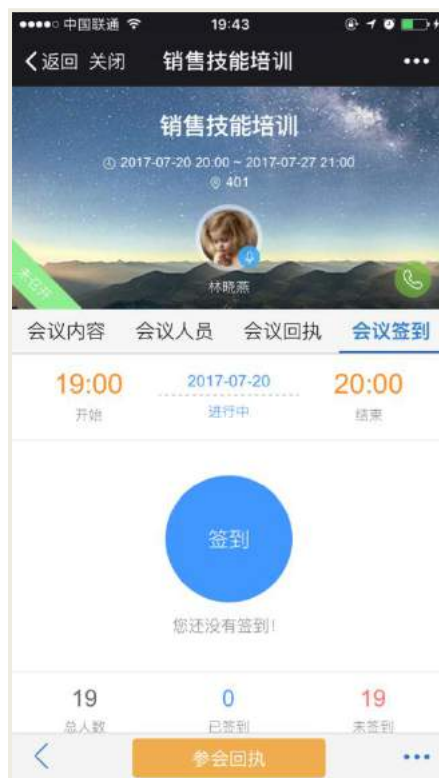 中国联通 19:43
返回 关闭 销售技能培训
销售技能培训
2017-07-20 20:00 ~ 2017-07-27 21:00
401
未召开
林晓燕
会议内容 会议人员 会议回执 会议签到
19:00 2017-07-20 20:00
开始 进行中 结束
签到
您还没有签到!
19 0 19
总人数 已签到 未签到
参会回执